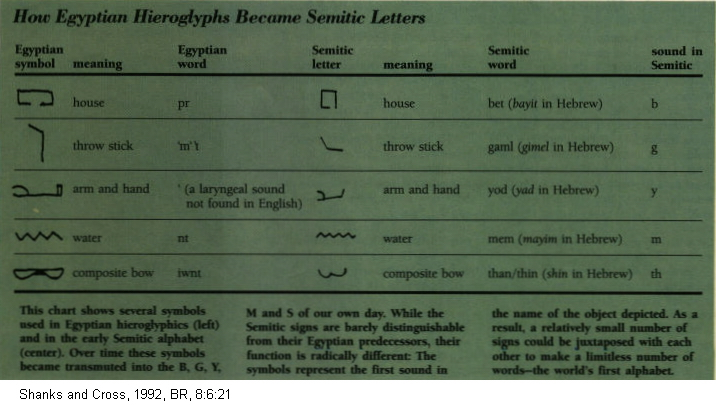 How Egyptian Hieroglyphs Became Semitic Letters
Egyptian symbol meaning Egyptian word Semitic letter meaning Semitic word sound in Semitic
house pr house bet (bayit in Hebrew) b
throw stick 'm't throw stick gaml (gimel in Hebrew) g
arm and hand ' (a laryngeal sound not found in English) arm and hand yod (yad in Hebrew) y
water nt water mem (mayim in Hebrew) m
composite bow iwnt composite bow than/thin (shin in Hebrew) th
This chart shows several symbols
used in Egyptian hieroglyphics (left)
and in the early Semitic alphabet
(center). Over time these symbols
became transmuted into the B, G, Y,
M and S of our own day. While the
Semitic signs are barely distinguishable
from their Egyptian predecessors, their
function is radically different: The
symbols represent the first sound in
the name of the object depicted. As a
result, a relatively small number of
signs could be juxtaposed with each
other to make a limitless number of
words—the world's first alphabet.
Shanks and Cross, 1992, BR, 8:6:21